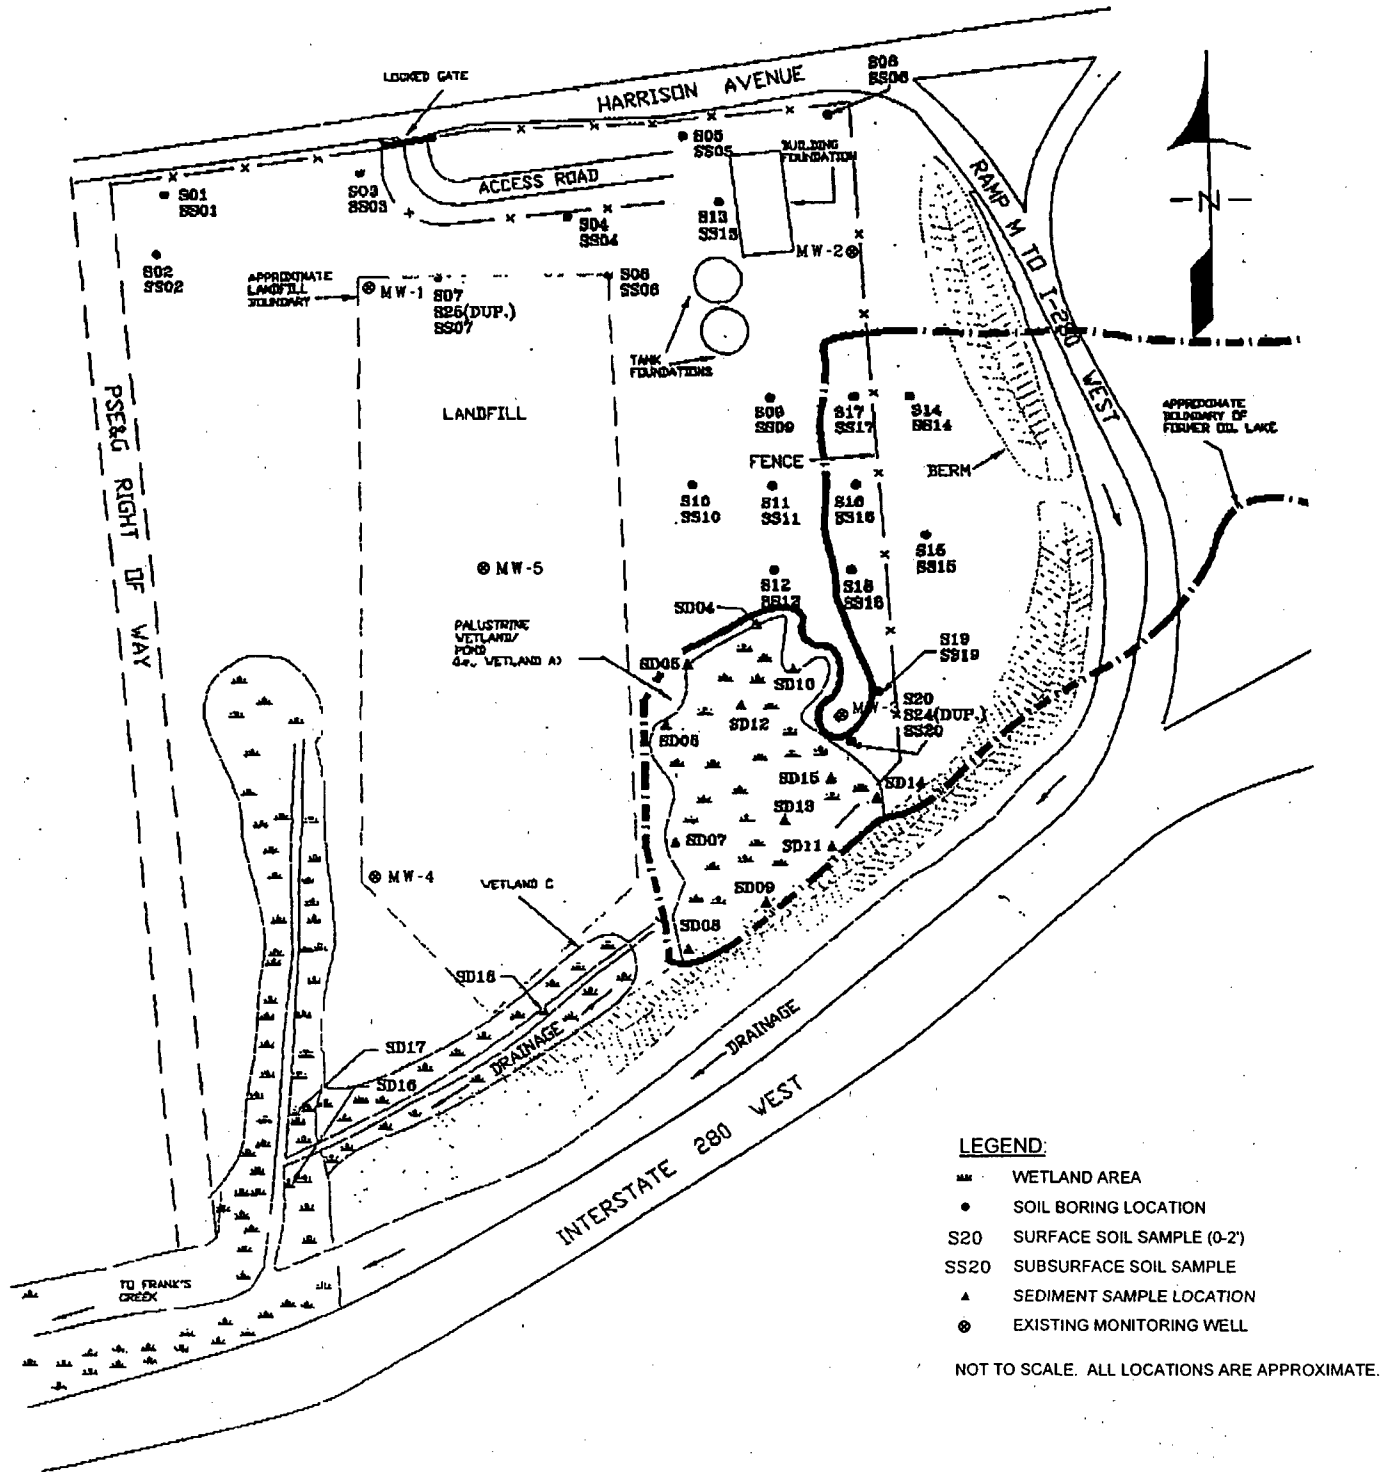 LOCKED GATE
HARRISON AVENUE
S06
SS06
S05
SS05
BUILDING
FOUNDATION
ACCESS ROAD
S01
SS01
S03
SS03
S04
SS04
S13
SS13
RAMP M TO I-280 WEST
N
MW-2
S02
SS02
APPROXIMATE
LANDFILL
BOUNDARY
MW-1
S07
S25(DUP.)
SS07
S08
SS08
TANK
FOUNDATIONS
PSE&G RIGHT OF WAY
LANDFILL
S09
SS09
S17
SS17
S14
SS14
APPROXIMATE
BOUNDARY OF
FORMER OIL LAKE
FENCE
BERM
S10
SS10
S11
SS11
S16
SS16
S15
SS15
MW-5
S12
SS12
S18
SS18
SD04
PALUSTRINE
WETLAND/
POND
(i.e., WETLAND A)
S19
SS19
SD05
SD10
MW-3
S20
S24(DUP.)
SS20
SD12
SD06
SD15
SD14
SD13
SD07
SD11
MW-4
WETLAND C
SD09
SD08
SD18
DRAINAGE
DRAINAGE
SD17
SD16
INTERSTATE 280 WEST
TO FRANK'S
CREEK
LEGEND:
WETLAND AREA
SOIL BORING LOCATION
S20 SURFACE SOIL SAMPLE (0-2')
SS20 SUBSURFACE SOIL SAMPLE
SEDIMENT SAMPLE LOCATION
EXISTING MONITORING WELL
NOT TO SCALE. ALL LOCATIONS ARE APPROXIMATE.